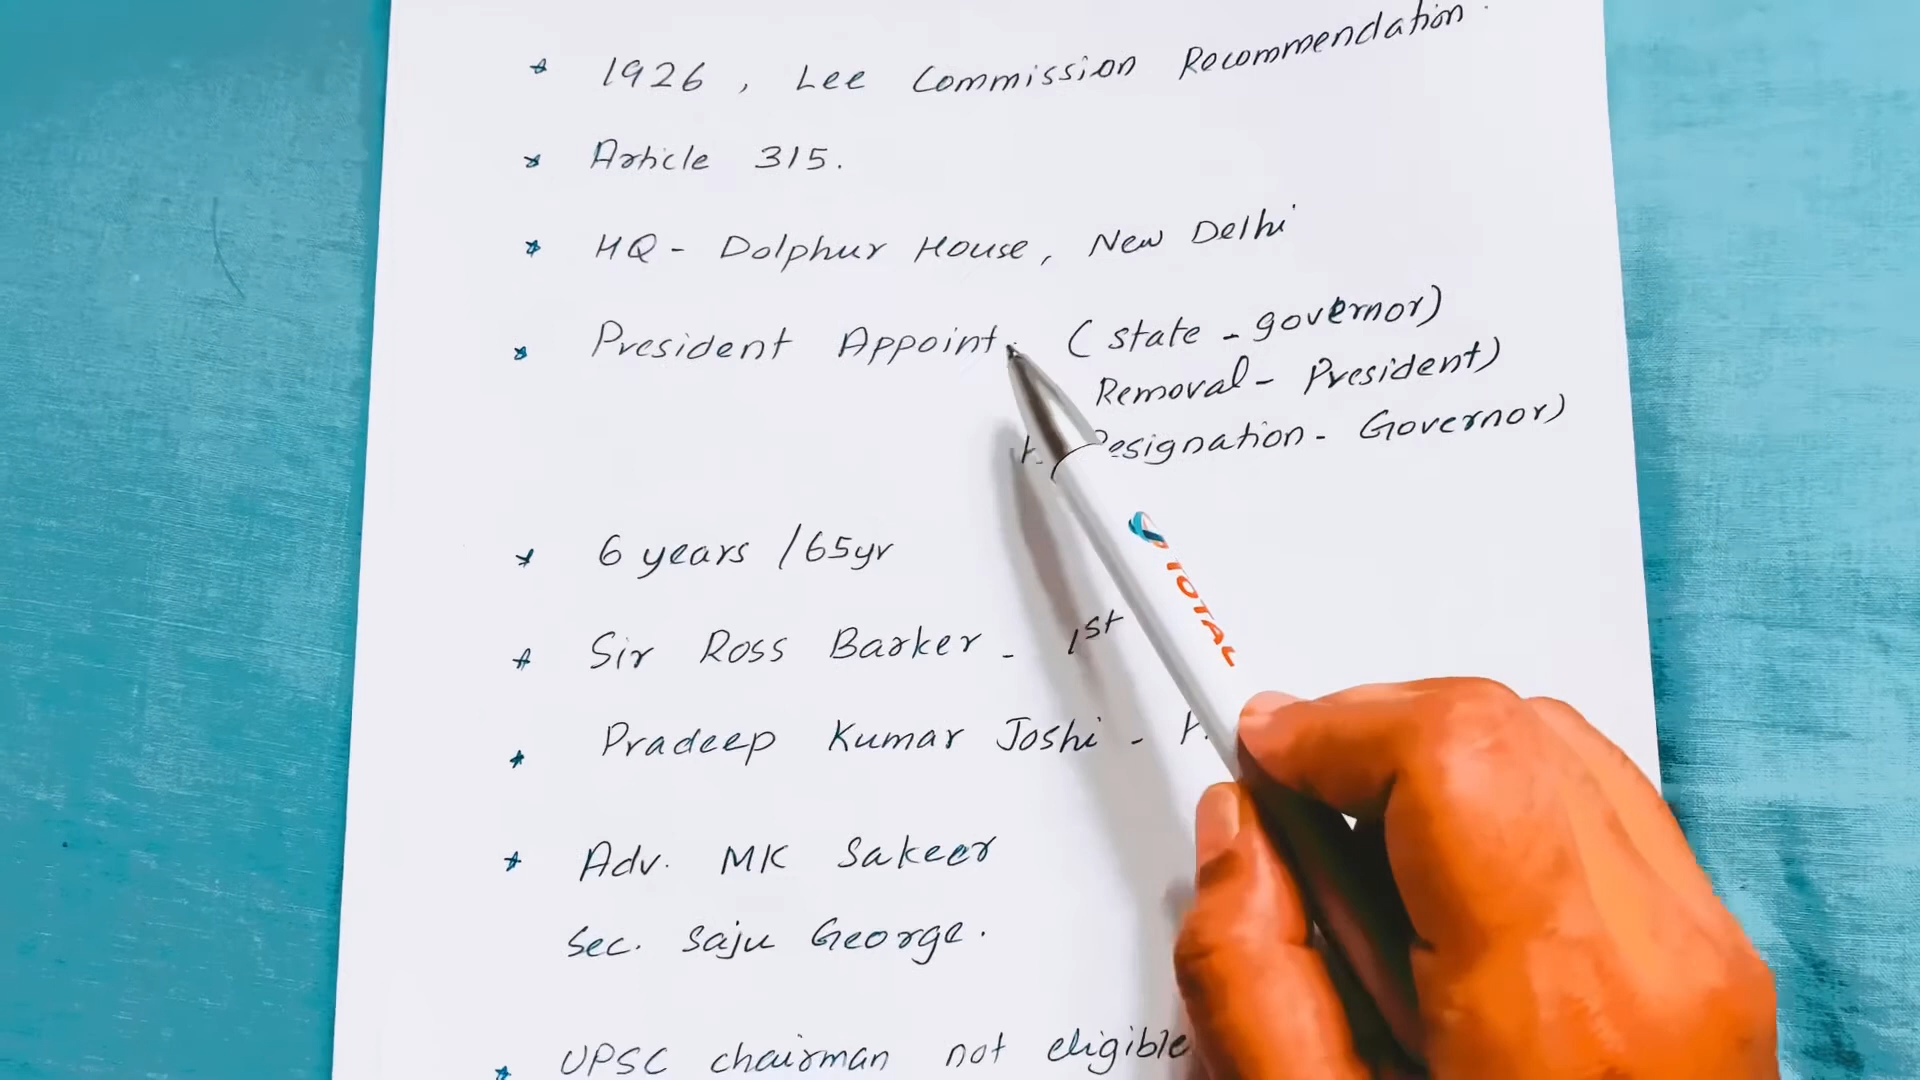 * 1926, Lee Commission Recommendation.
* Article 315.
* HQ - Dolphur House, New Delhi
* President Appoint. (state - governor)
Removal - President)
Resignation - Governor)
* 6 years /65yr
* Sir Ross Barker - 1st
* Pradeep Kumar Joshi -
* Adv. MK Sakeer
Sec. Saju George.
* UPSC chairman not eligible
TOTAL